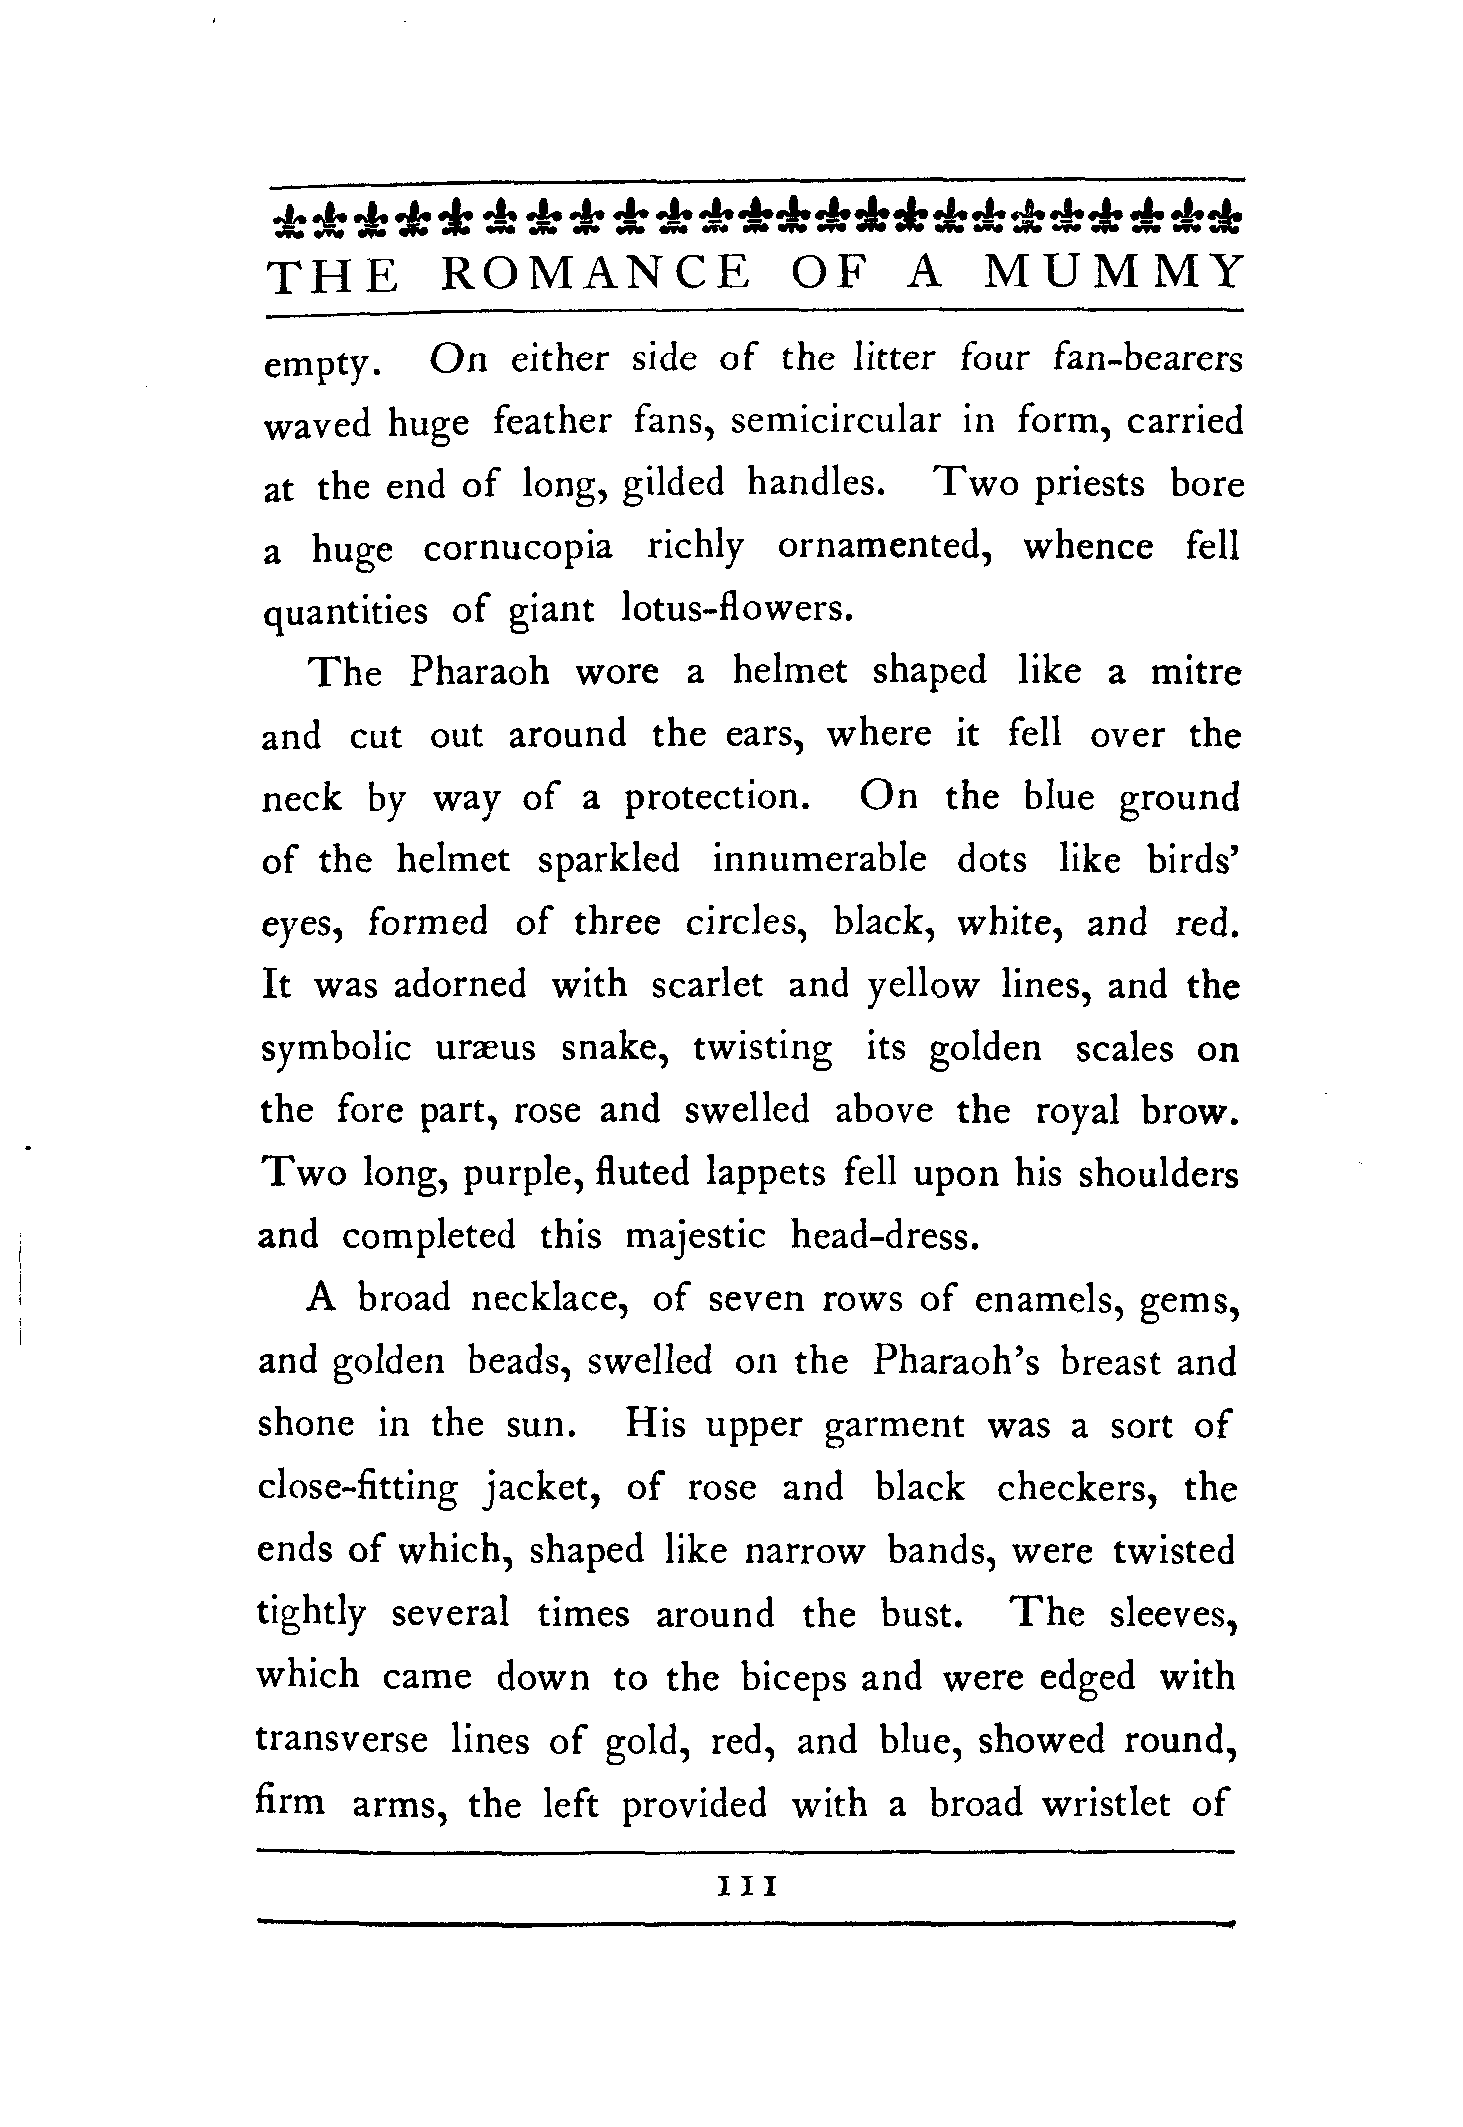 THE ROMANCE OF A MUMMY
empty. On either side of the litter four fan-bearers
waved huge feather fans, semicircular in form, carried
at the end of long, gilded handles. Two priests bore
a huge cornucopia richly ornamented, whence fell
quantities of giant lotus-flowers.
The Pharaoh wore a helmet shaped like a mitre
and cut out around the ears, where it fell over the
neck by way of a protection. On the blue ground
of the helmet sparkled innumerable dots like birds’
eyes, formed of three circles, black, white, and red.
It was adorned with scarlet and yellow lines, and the
symbolic uræus snake, twisting its golden scales on
the fore part, rose and swelled above the royal brow.
Two long, purple, fluted lappets fell upon his shoulders
and completed this majestic head-dress.
A broad necklace, of seven rows of enamels, gems,
and golden beads, swelled on the Pharaoh’s breast and
shone in the sun. His upper garment was a sort of
close-fitting jacket, of rose and black checkers, the
ends of which, shaped like narrow bands, were twisted
tightly several times around the bust. The sleeves,
which came down to the biceps and were edged with
transverse lines of gold, red, and blue, showed round,
firm arms, the left provided with a broad wristlet of
111